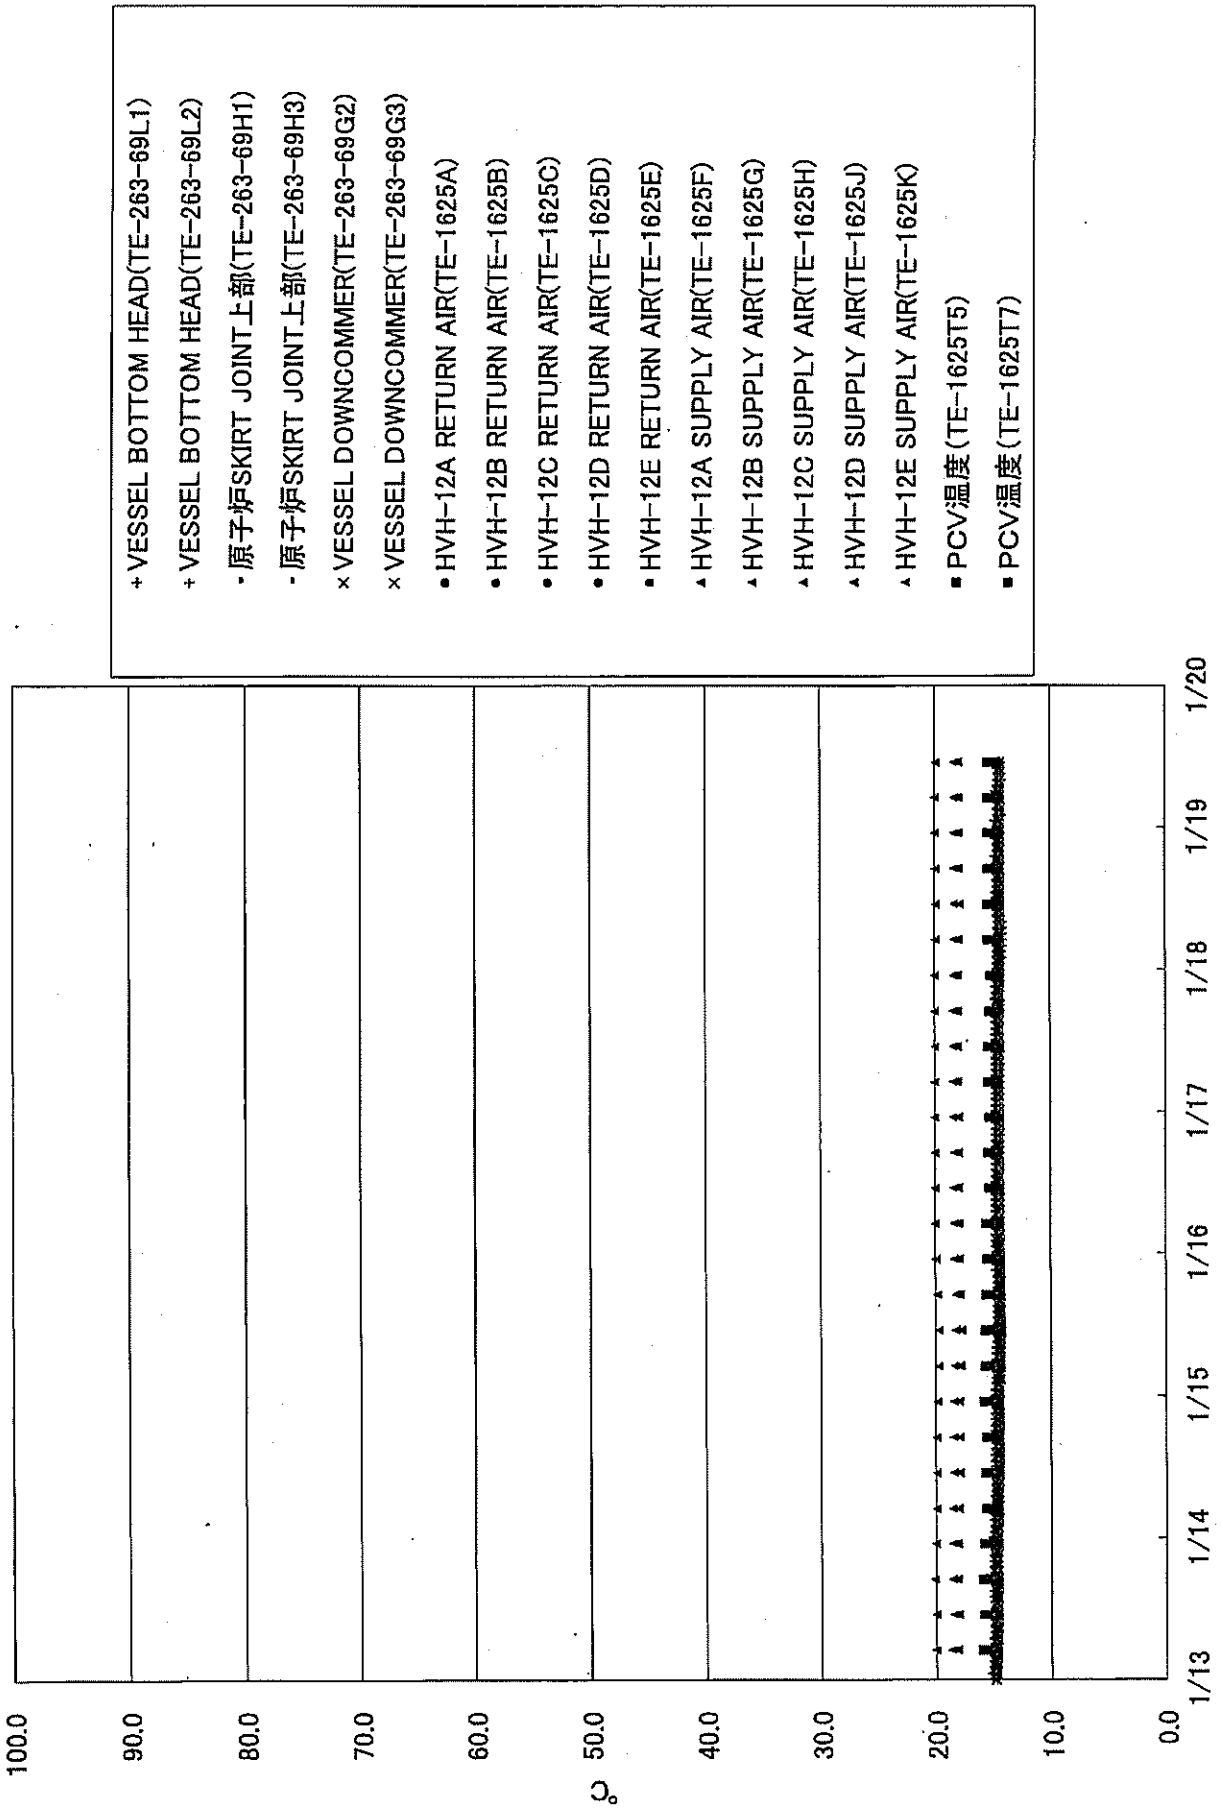 100.0
90.0
80.0
70.0
60.0
50.0
40.0
30.0
20.0
10.0
0.0
℃
1/13
1/14
1/15
1/16
1/17
1/18
1/19
1/20
+ VESSEL BOTTOM HEAD(TE-263-69L1)
+ VESSEL BOTTOM HEAD(TE-263-69L2)
- 原子炉SKIRT JOINT上部(TE-263-69H1)
- 原子炉SKIRT JOINT上部(TE-263-69H3)
× VESSEL DOWNCOMMER(TE-263-69G2)
× VESSEL DOWNCOMMER(TE-263-69G3)
● HVH-12A RETURN AIR(TE-1625A)
● HVH-12B RETURN AIR(TE-1625B)
● HVH-12C RETURN AIR(TE-1625C)
● HVH-12D RETURN AIR(TE-1625D)
● HVH-12E RETURN AIR(TE-1625E)
▲ HVH-12A SUPPLY AIR(TE-1625F)
▲ HVH-12B SUPPLY AIR(TE-1625G)
▲ HVH-12C SUPPLY AIR(TE-1625H)
▲ HVH-12D SUPPLY AIR(TE-1625J)
▲ HVH-12E SUPPLY AIR(TE-1625K)
■ PCV温度(TE-1625T5)
■ PCV温度(TE-1625T7)